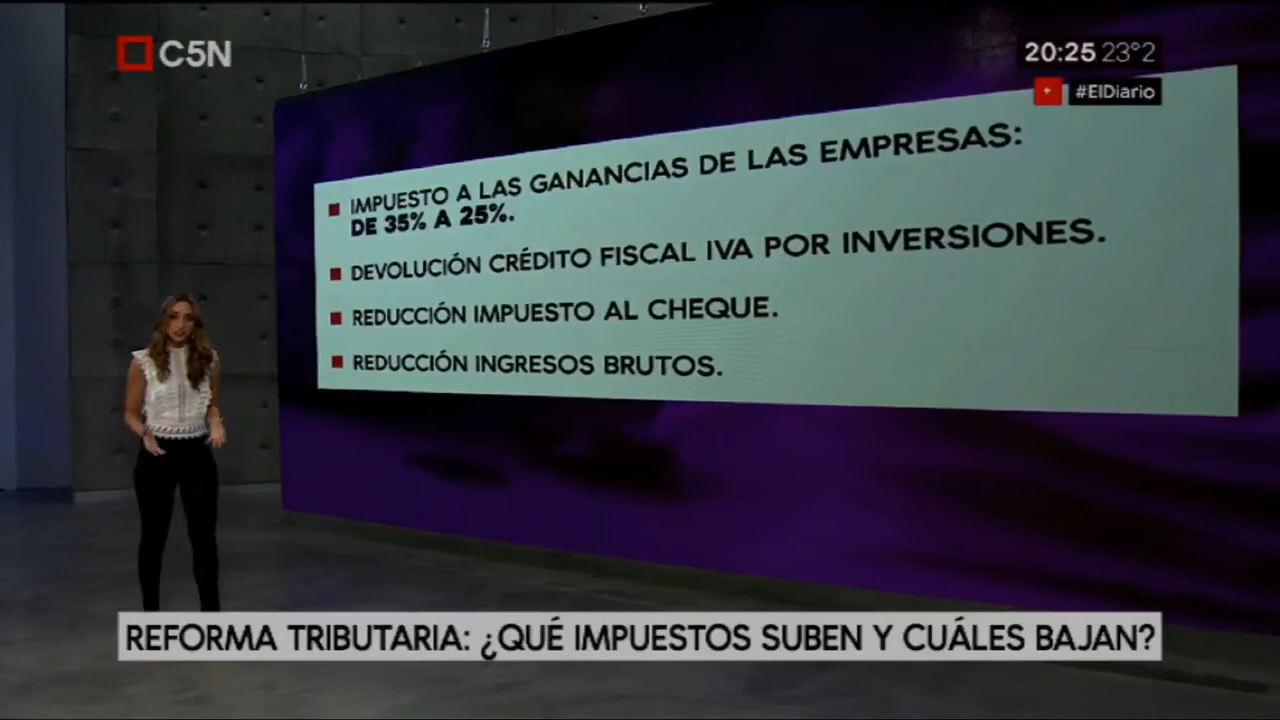 C5N
20:25 23°2
#ElDiario
IMPUESTO A LAS GANANCIAS DE LAS EMPRESAS:
DE 35% A 25%.
DEVOLUCIÓN CRÉDITO FISCAL IVA POR INVERSIONES.
REDUCCIÓN IMPUESTO AL CHEQUE.
REDUCCIÓN INGRESOS BRUTOS.
REFORMA TRIBUTARIA: ¿QUÉ IMPUESTOS SUBEN Y CUÁLES BAJAN?